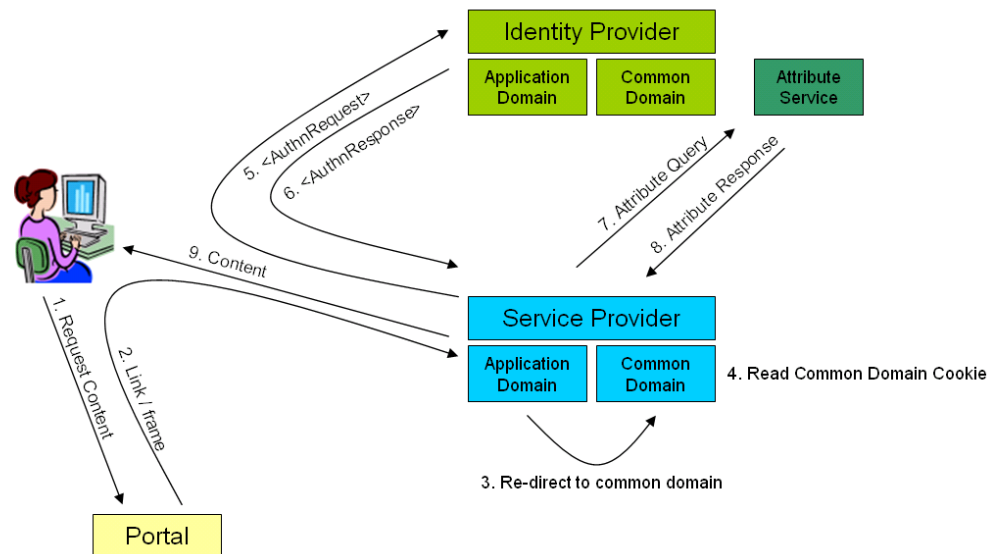 Identity Provider
Application
Domain
Common
Domain
Attribute
Service
5. <AuthnRequest>
6. <AuthnResponse>
7. Attribute Query
8. Attribute Response
9. Content
1. Request Content
2. Link / frame
Service Provider
Application
Domain
Common
Domain
4. Read Common Domain Cookie
3. Re-direct to common domain
Portal